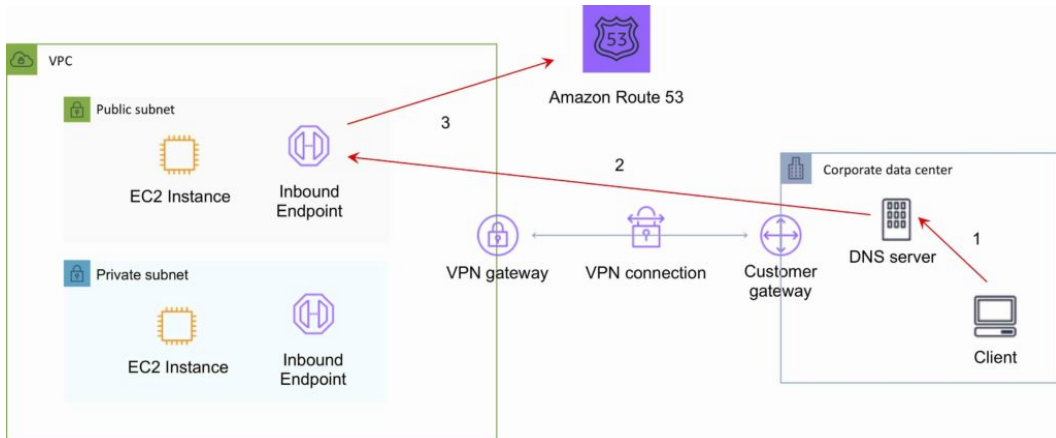 VPC
53
Amazon Route 53
Public subnet
3
EC2 Instance
Inbound
Endpoint
2
Corporate data center
VPN gateway
VPN connection
Customer
gateway
DNS server
1
Client
Private subnet
EC2 Instance
Inbound
Endpoint